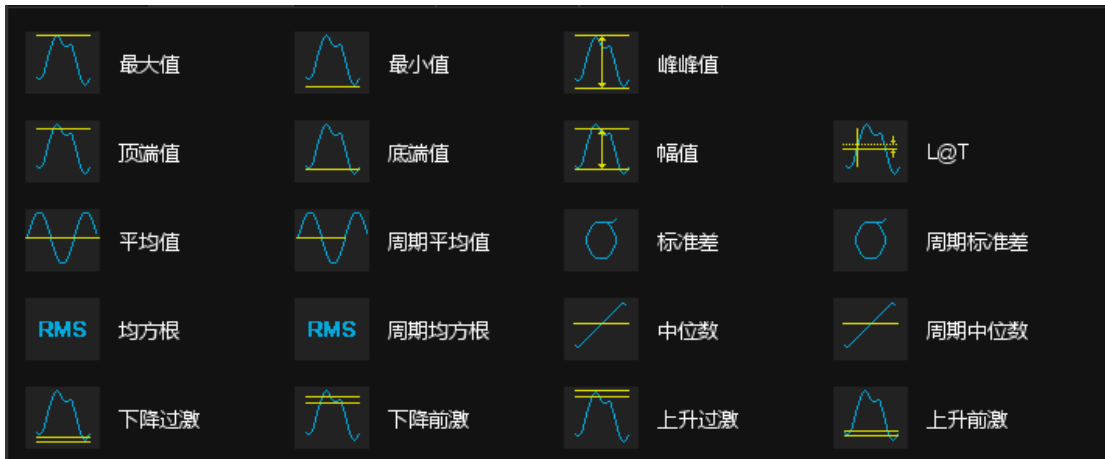 最大值 最小值 峰峰值
顶端值 底端值 幅值 L@T
平均值 周期平均值 标准差 周期标准差
RMS 均方根 RMS 周期均方根 中位数 周期中位数
下降过激 下降前激 上升过激 上升前激